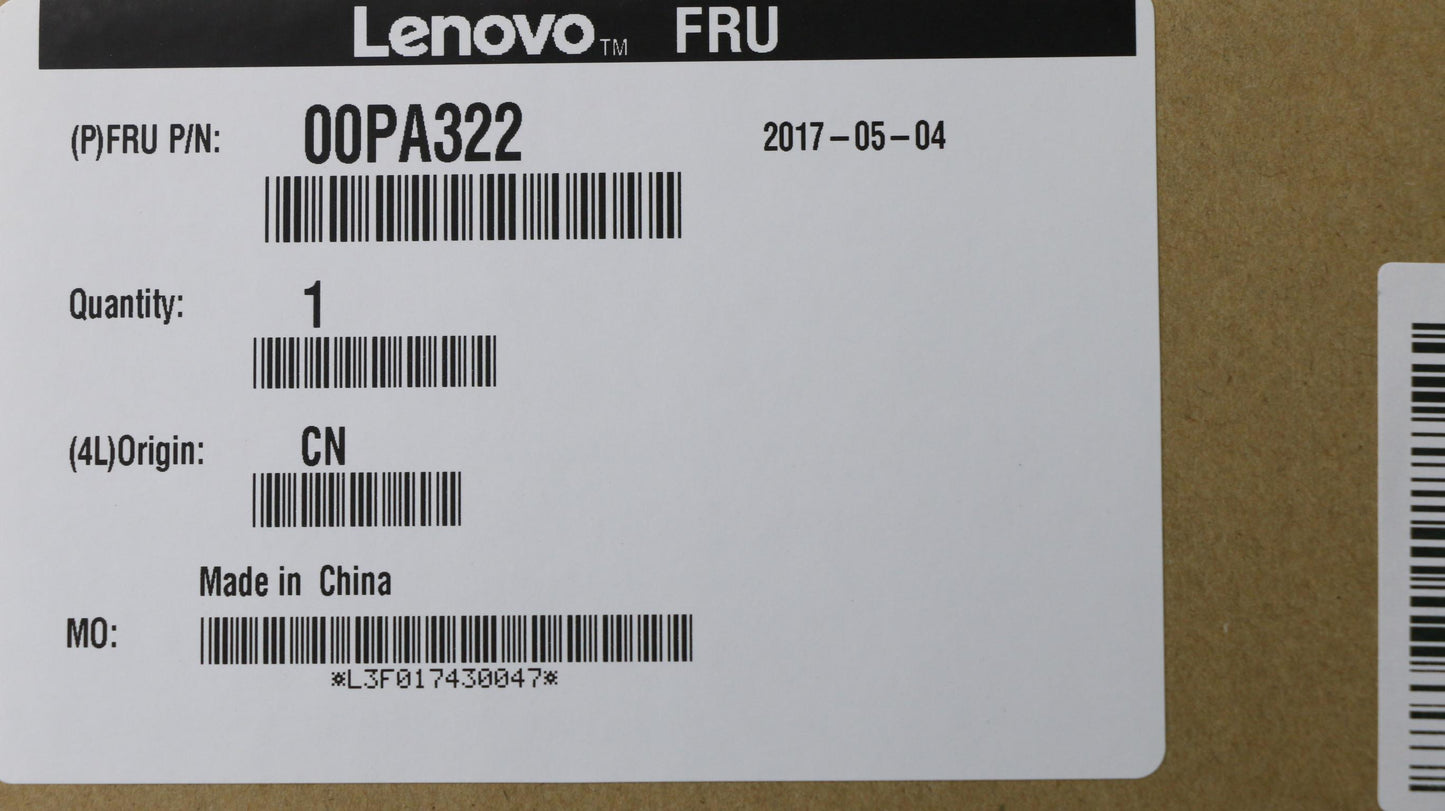 Lenovo™ FRU
(P)FRU P/N: 00PA322 2017-05-04
Quantity: 1
(4L)Origin: CN
Made in China
MO:
*L3F017430047*